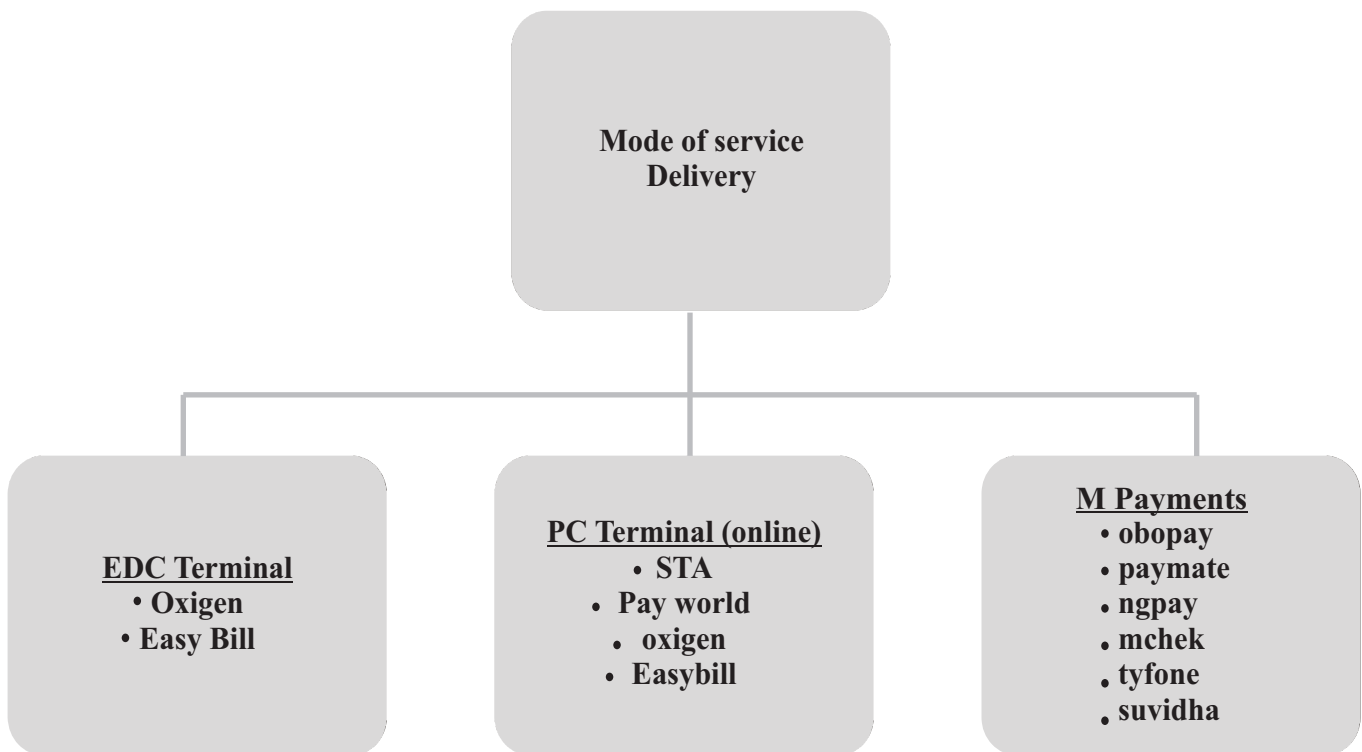 Mode of service
Delivery
EDC Terminal
• Oxigen
• Easy Bill
PC Terminal (online)
• STA
• Pay world
• oxigen
• Easybill
M Payments
• obopay
• paymate
• ngpay
• mchek
• tyfone
• suvidha